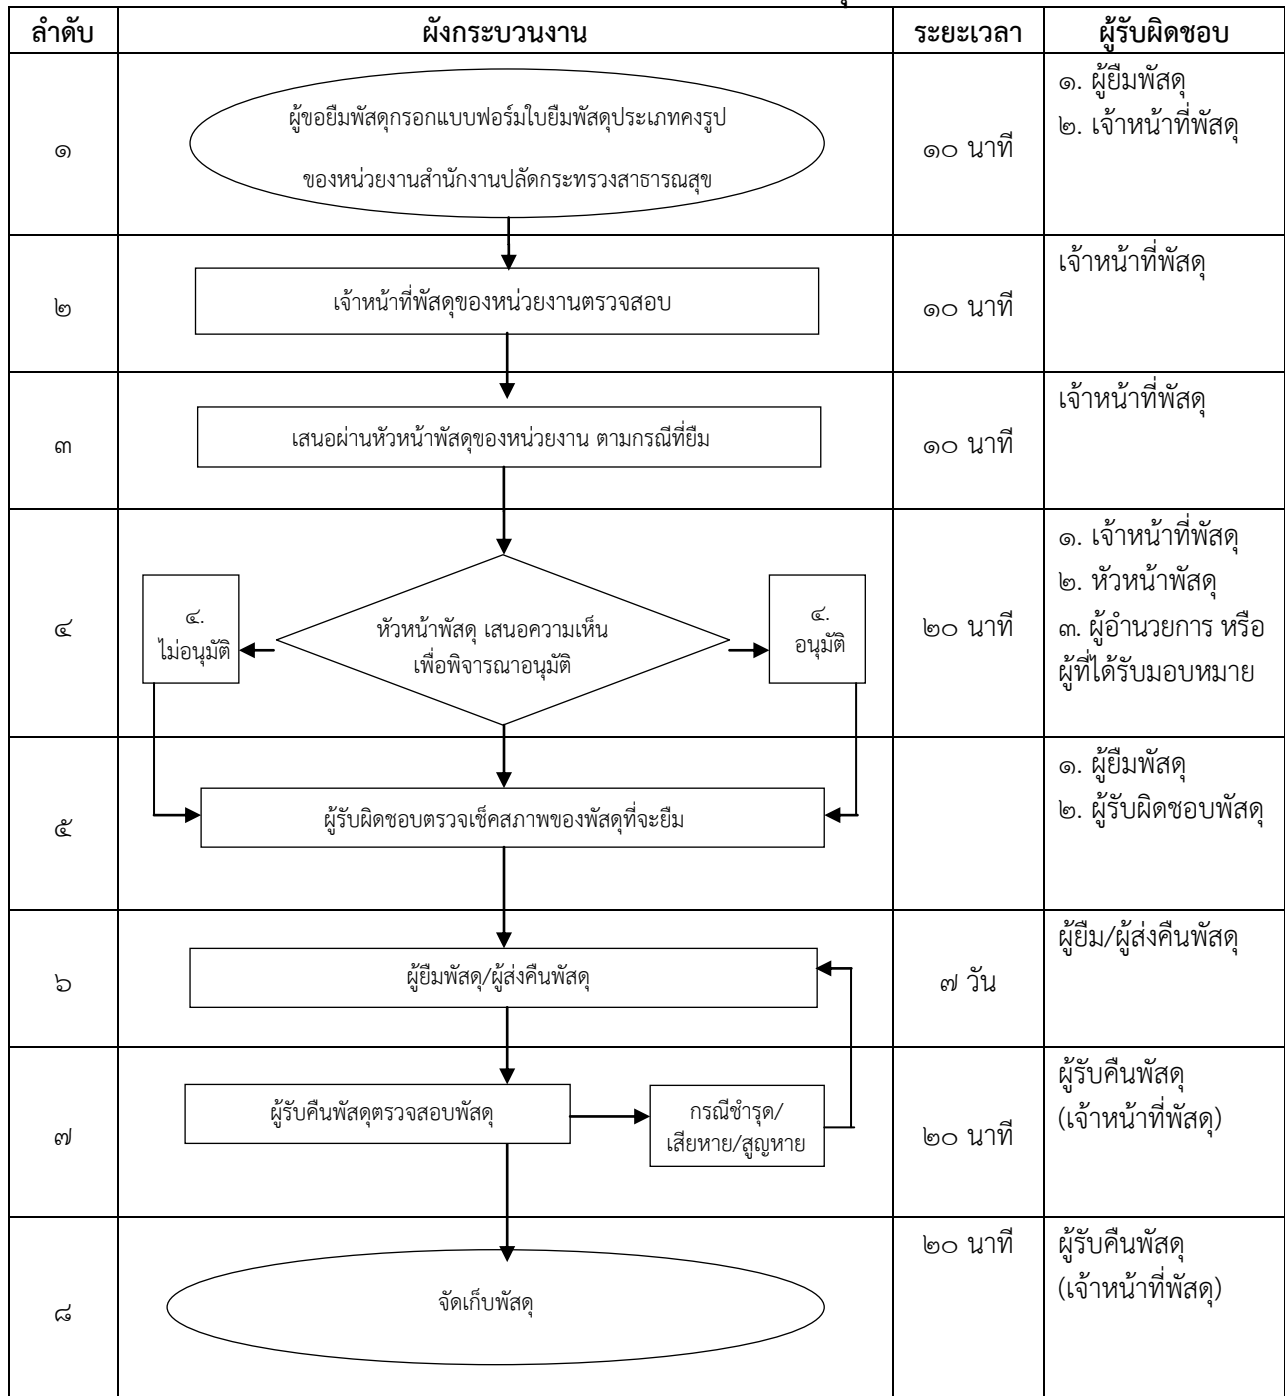 ลำดับ ผังกระบวนงาน ระยะเวลา ผู้รับผิดชอบ
๑
ผู้ขอยืมพัสดุกรอกแบบฟอร์มใบยืมพัสดุประเภทคงรูป
ของหน่วยงานสำนักงานปลัดกระทรวงสาธารณสุข
๑๐ นาที
๑. ผู้ยืมพัสดุ
๒. เจ้าหน้าที่พัสดุ
๒
เจ้าหน้าที่พัสดุของหน่วยงานตรวจสอบ
๑๐ นาที
เจ้าหน้าที่พัสดุ
๓
เสนอผ่านหัวหน้าพัสดุของหน่วยงาน ตามกรณีที่ยืม
๑๐ นาที
เจ้าหน้าที่พัสดุ
๔
๔.
ไม่อนุมัติ
หัวหน้าพัสดุ เสนอความเห็น
เพื่อพิจารณาอนุมัติ
๔.
อนุมัติ
๒๐ นาที
๑. เจ้าหน้าที่พัสดุ
๒. หัวหน้าพัสดุ
๓. ผู้อำนวยการ หรือ
ผู้ที่ได้รับมอบหมาย
๕
ผู้รับผิดชอบตรวจเช็คสภาพของพัสดุที่จะยืม
๑. ผู้ยืมพัสดุ
๒. ผู้รับผิดชอบพัสดุ
๖
ผู้ยืมพัสดุ/ผู้ส่งคืนพัสดุ
๗ วัน
ผู้ยืม/ผู้ส่งคืนพัสดุ
๗
ผู้รับคืนพัสดุตรวจสอบพัสดุ
กรณีชำรุด/
เสียหาย/สูญหาย
๒๐ นาที
ผู้รับคืนพัสดุ
(เจ้าหน้าที่พัสดุ)
๘
จัดเก็บพัสดุ
๒๐ นาที
ผู้รับคืนพัสดุ
(เจ้าหน้าที่พัสดุ)